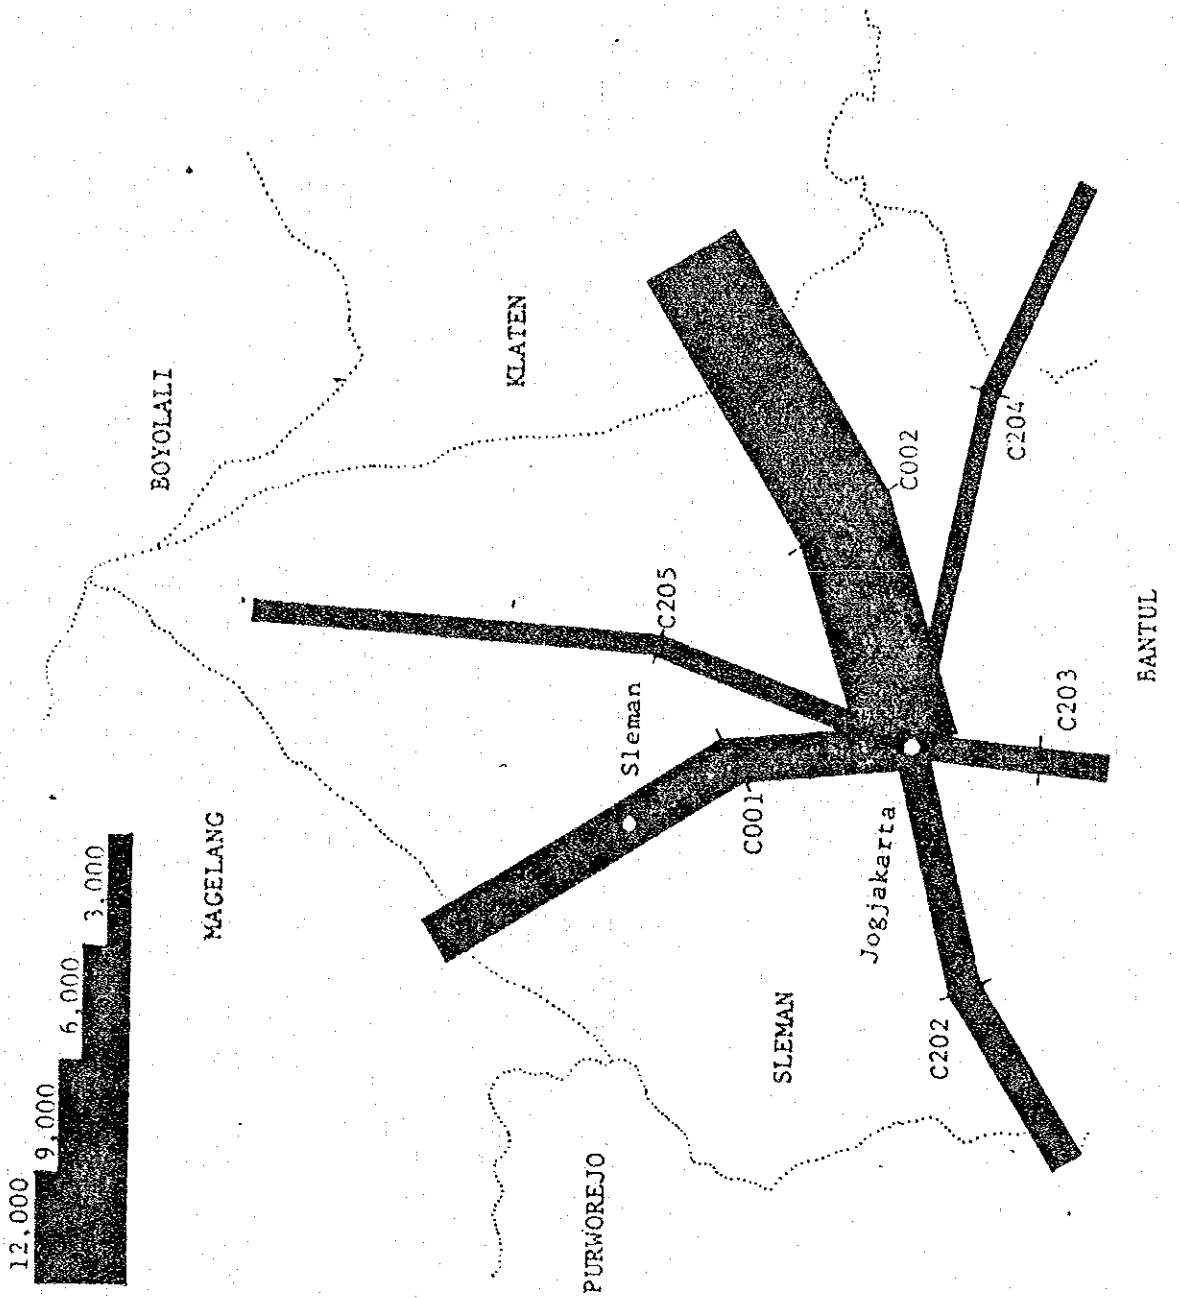 12,000
9,000
6,000
3,000
BOYOLALI
KLATEN
MAGELANG
C205
Sleman
C001
C002
C204
Jogjakarta
C203
BANTUL
SLEMAN
C202
PURWOREJO